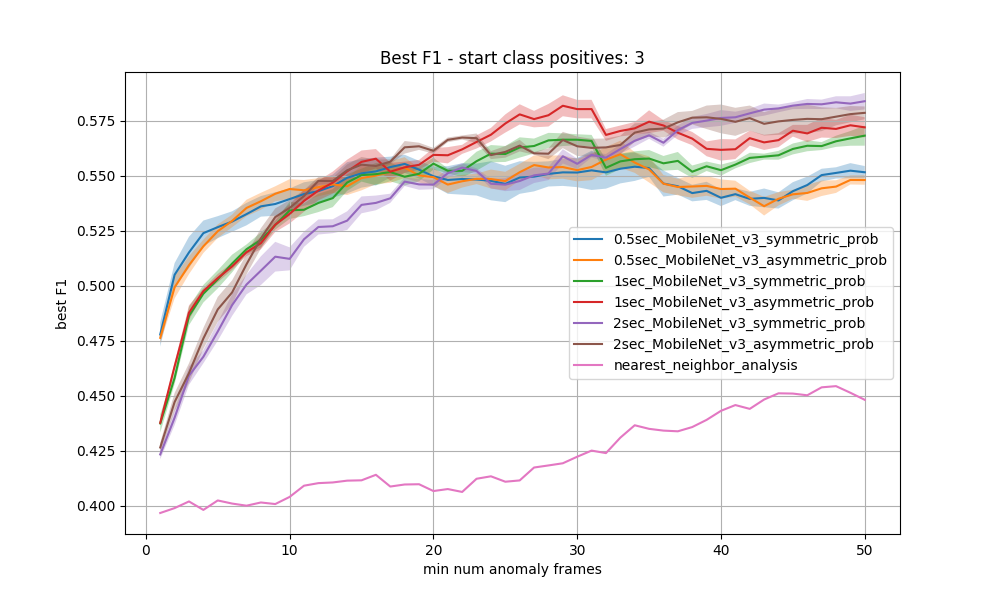 Best F1 - start class positives: 3
best F1
0.575
0.550
0.525
0.500
0.475
0.450
0.425
0.400
0.5sec_MobileNet_v3_symmetric_prob
0.5sec_MobileNet_v3_asymmetric_prob
1sec_MobileNet_v3_symmetric_prob
1sec_MobileNet_v3_asymmetric_prob
2sec_MobileNet_v3_symmetric_prob
2sec_MobileNet_v3_asymmetric_prob
nearest_neighbor_analysis
0 10 20 30 40 50
min num anomaly frames